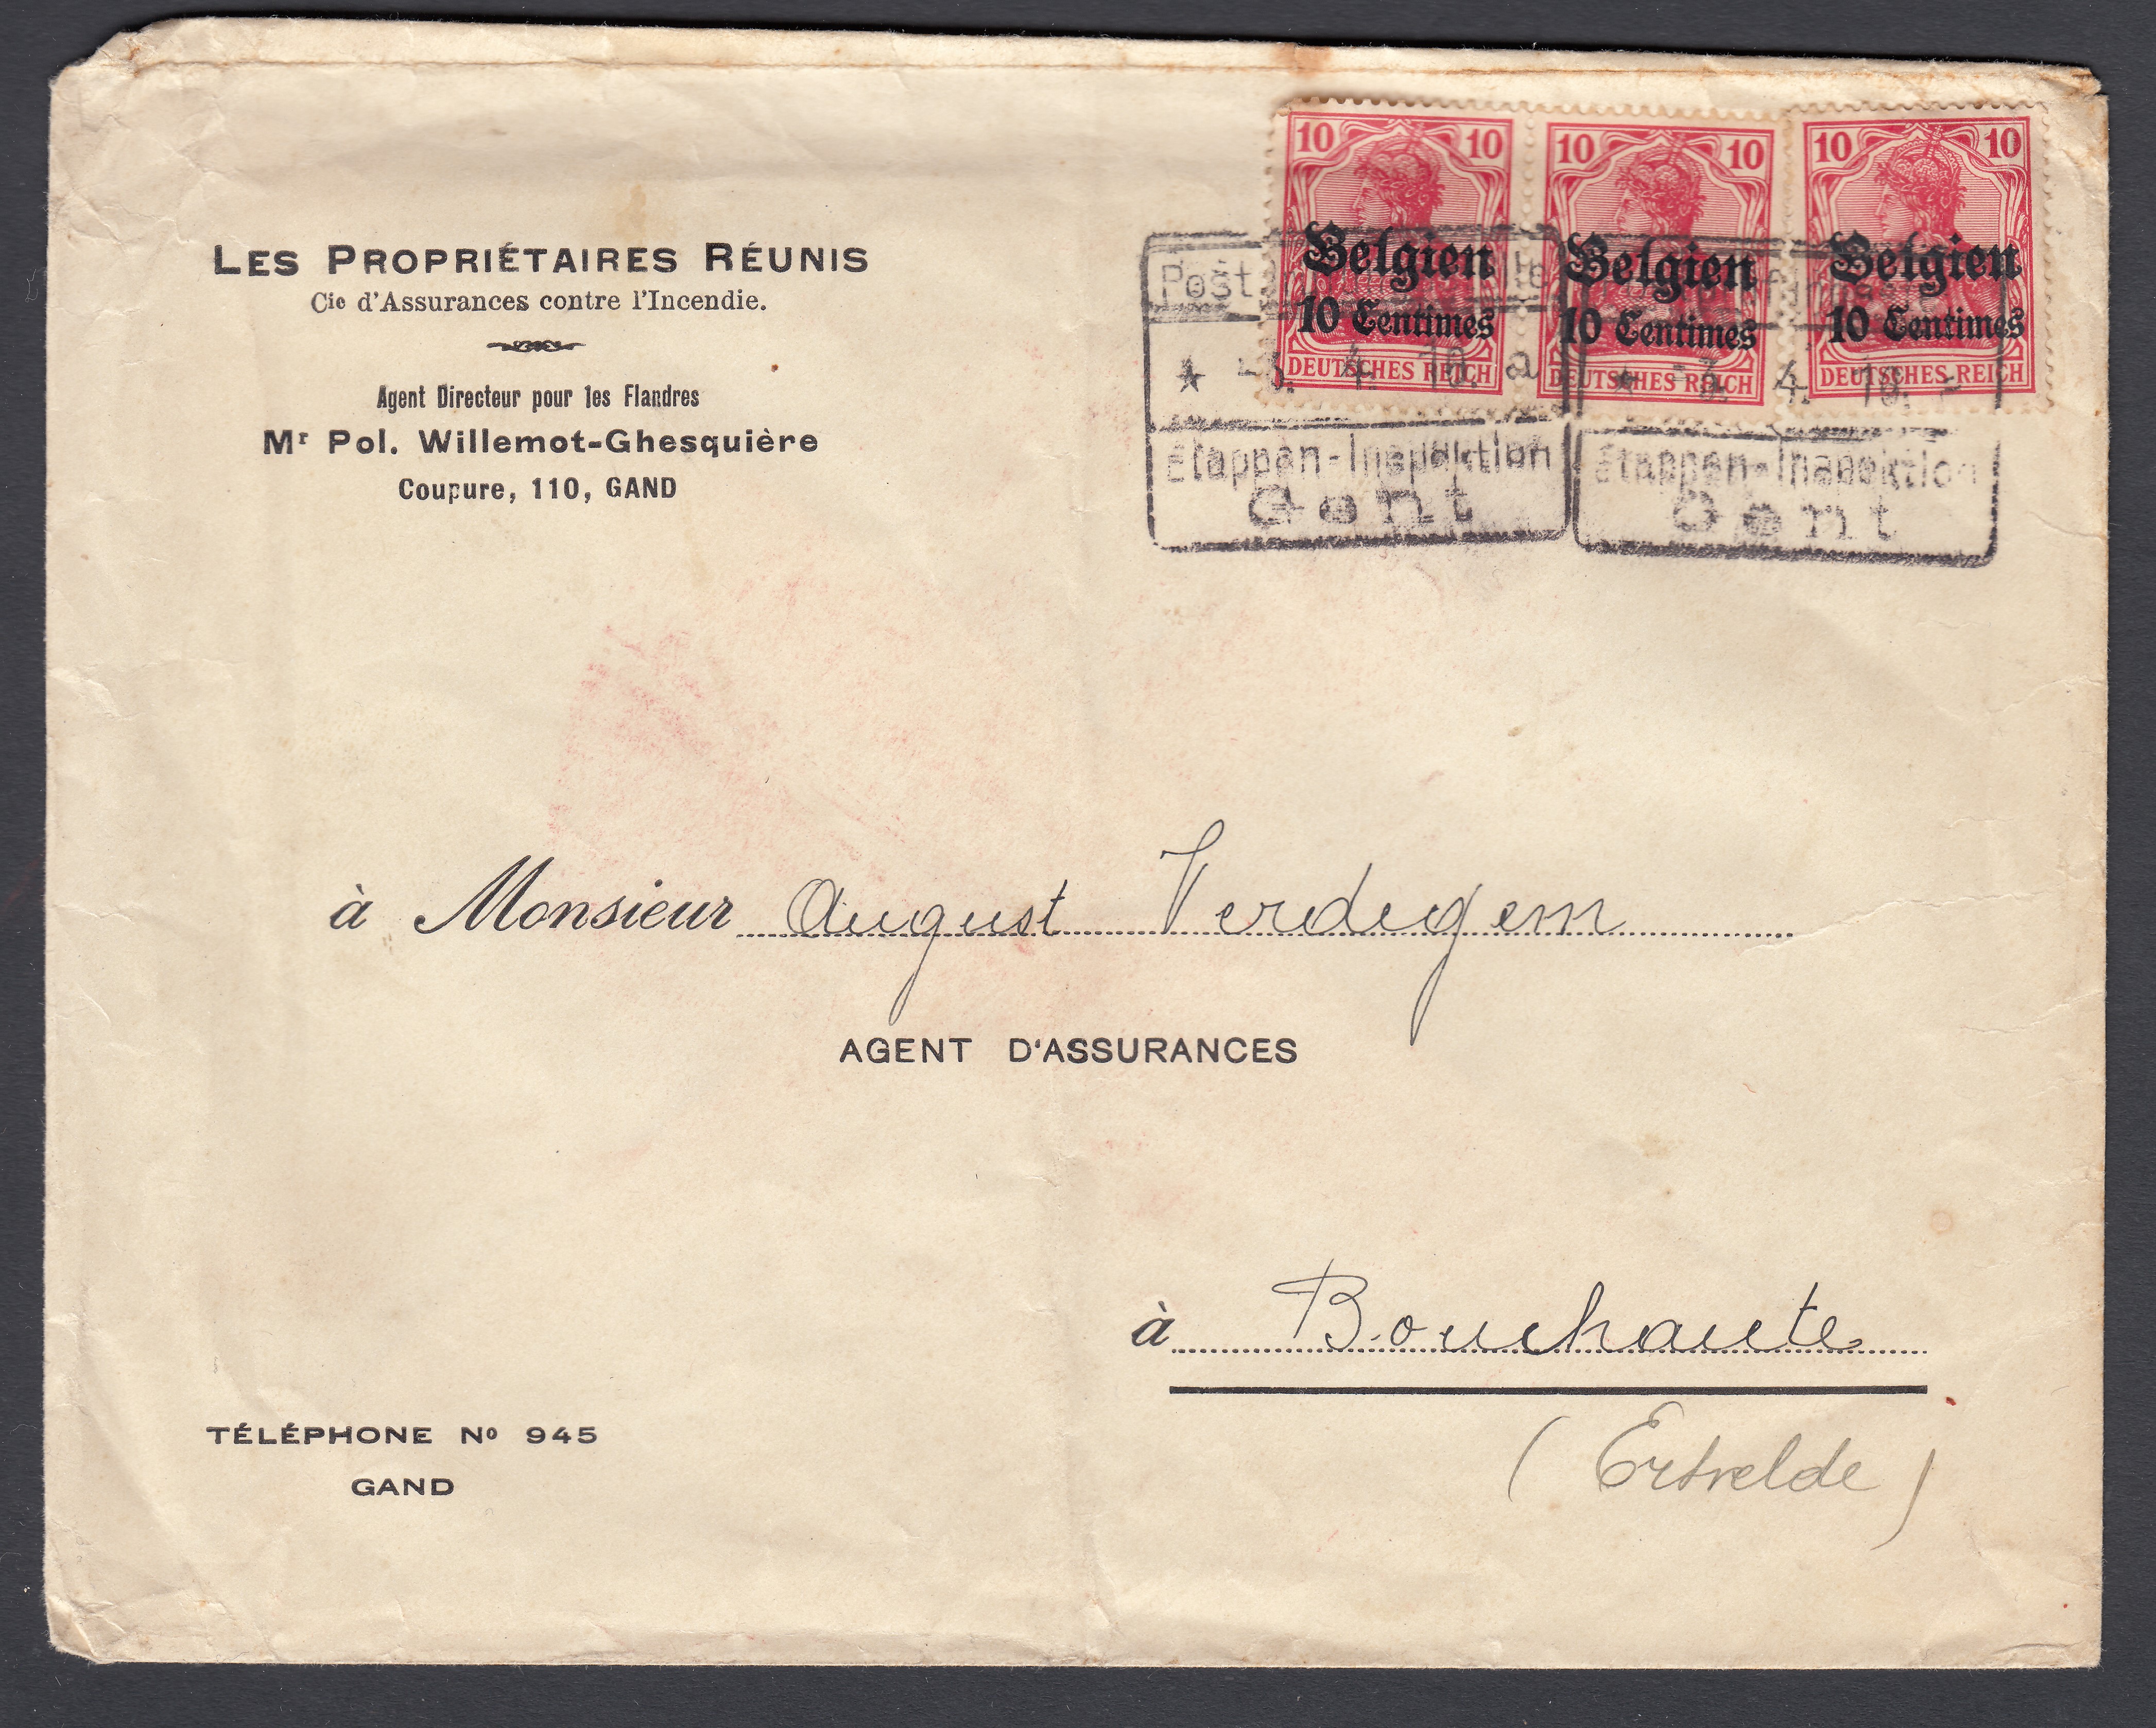 LES PROPRIÉTAIRES RÉUNIS
Cie d'Assurances contre l'Incendie.
Agent Directeur pour les Flandres
Mr Pol. Willemot-Ghesquière
Coupure, 110, GAND
10 10
Belgien
10 Centimes
DEUTSCHES REICH
10 10
Belgien
10 Centimes
DEUTSCHES REICH
10 10
Belgien
10 Centimes
DEUTSCHES REICH
Etappen-Inspektion
Gent
Etappen-Inspektion
Gent
à Monsieur August Verdegem
AGENT D'ASSURANCES
à Bouchaute
(Ertvelde)
TÉLÉPHONE No 945
GAND